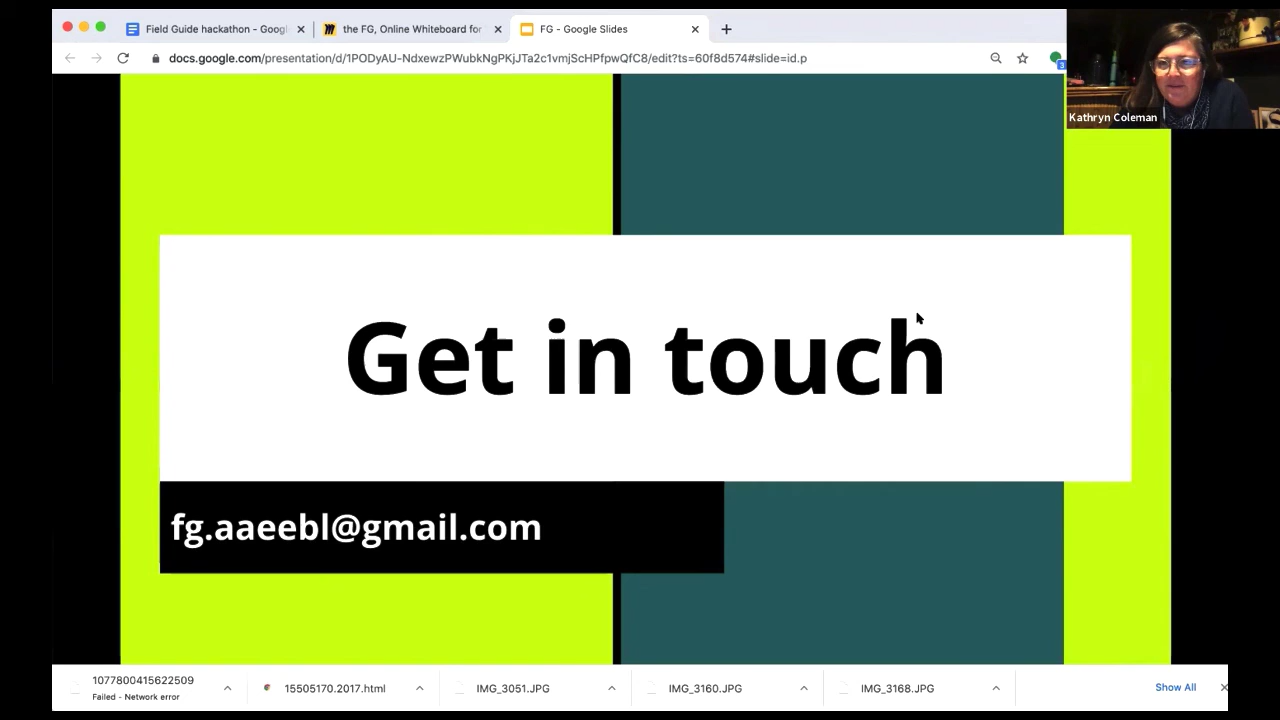 Field Guide hackathon - Googl
the FG, Online Whiteboard for
FG - Google Slides
docs.google.com/presentation/d/1PODyAU-NdxewzPWubkNgPKjJTa2c1vmjScHPfpwQfC8/edit?ts=60f8d574#slide=id.p
3
Kathryn Coleman
Get in touch
fg.aaeebl@gmail.com
1077800415622509
Failed - Network error
15505170.2017.html
IMG_3051.JPG
IMG_3160.JPG
IMG_3168.JPG
Show All